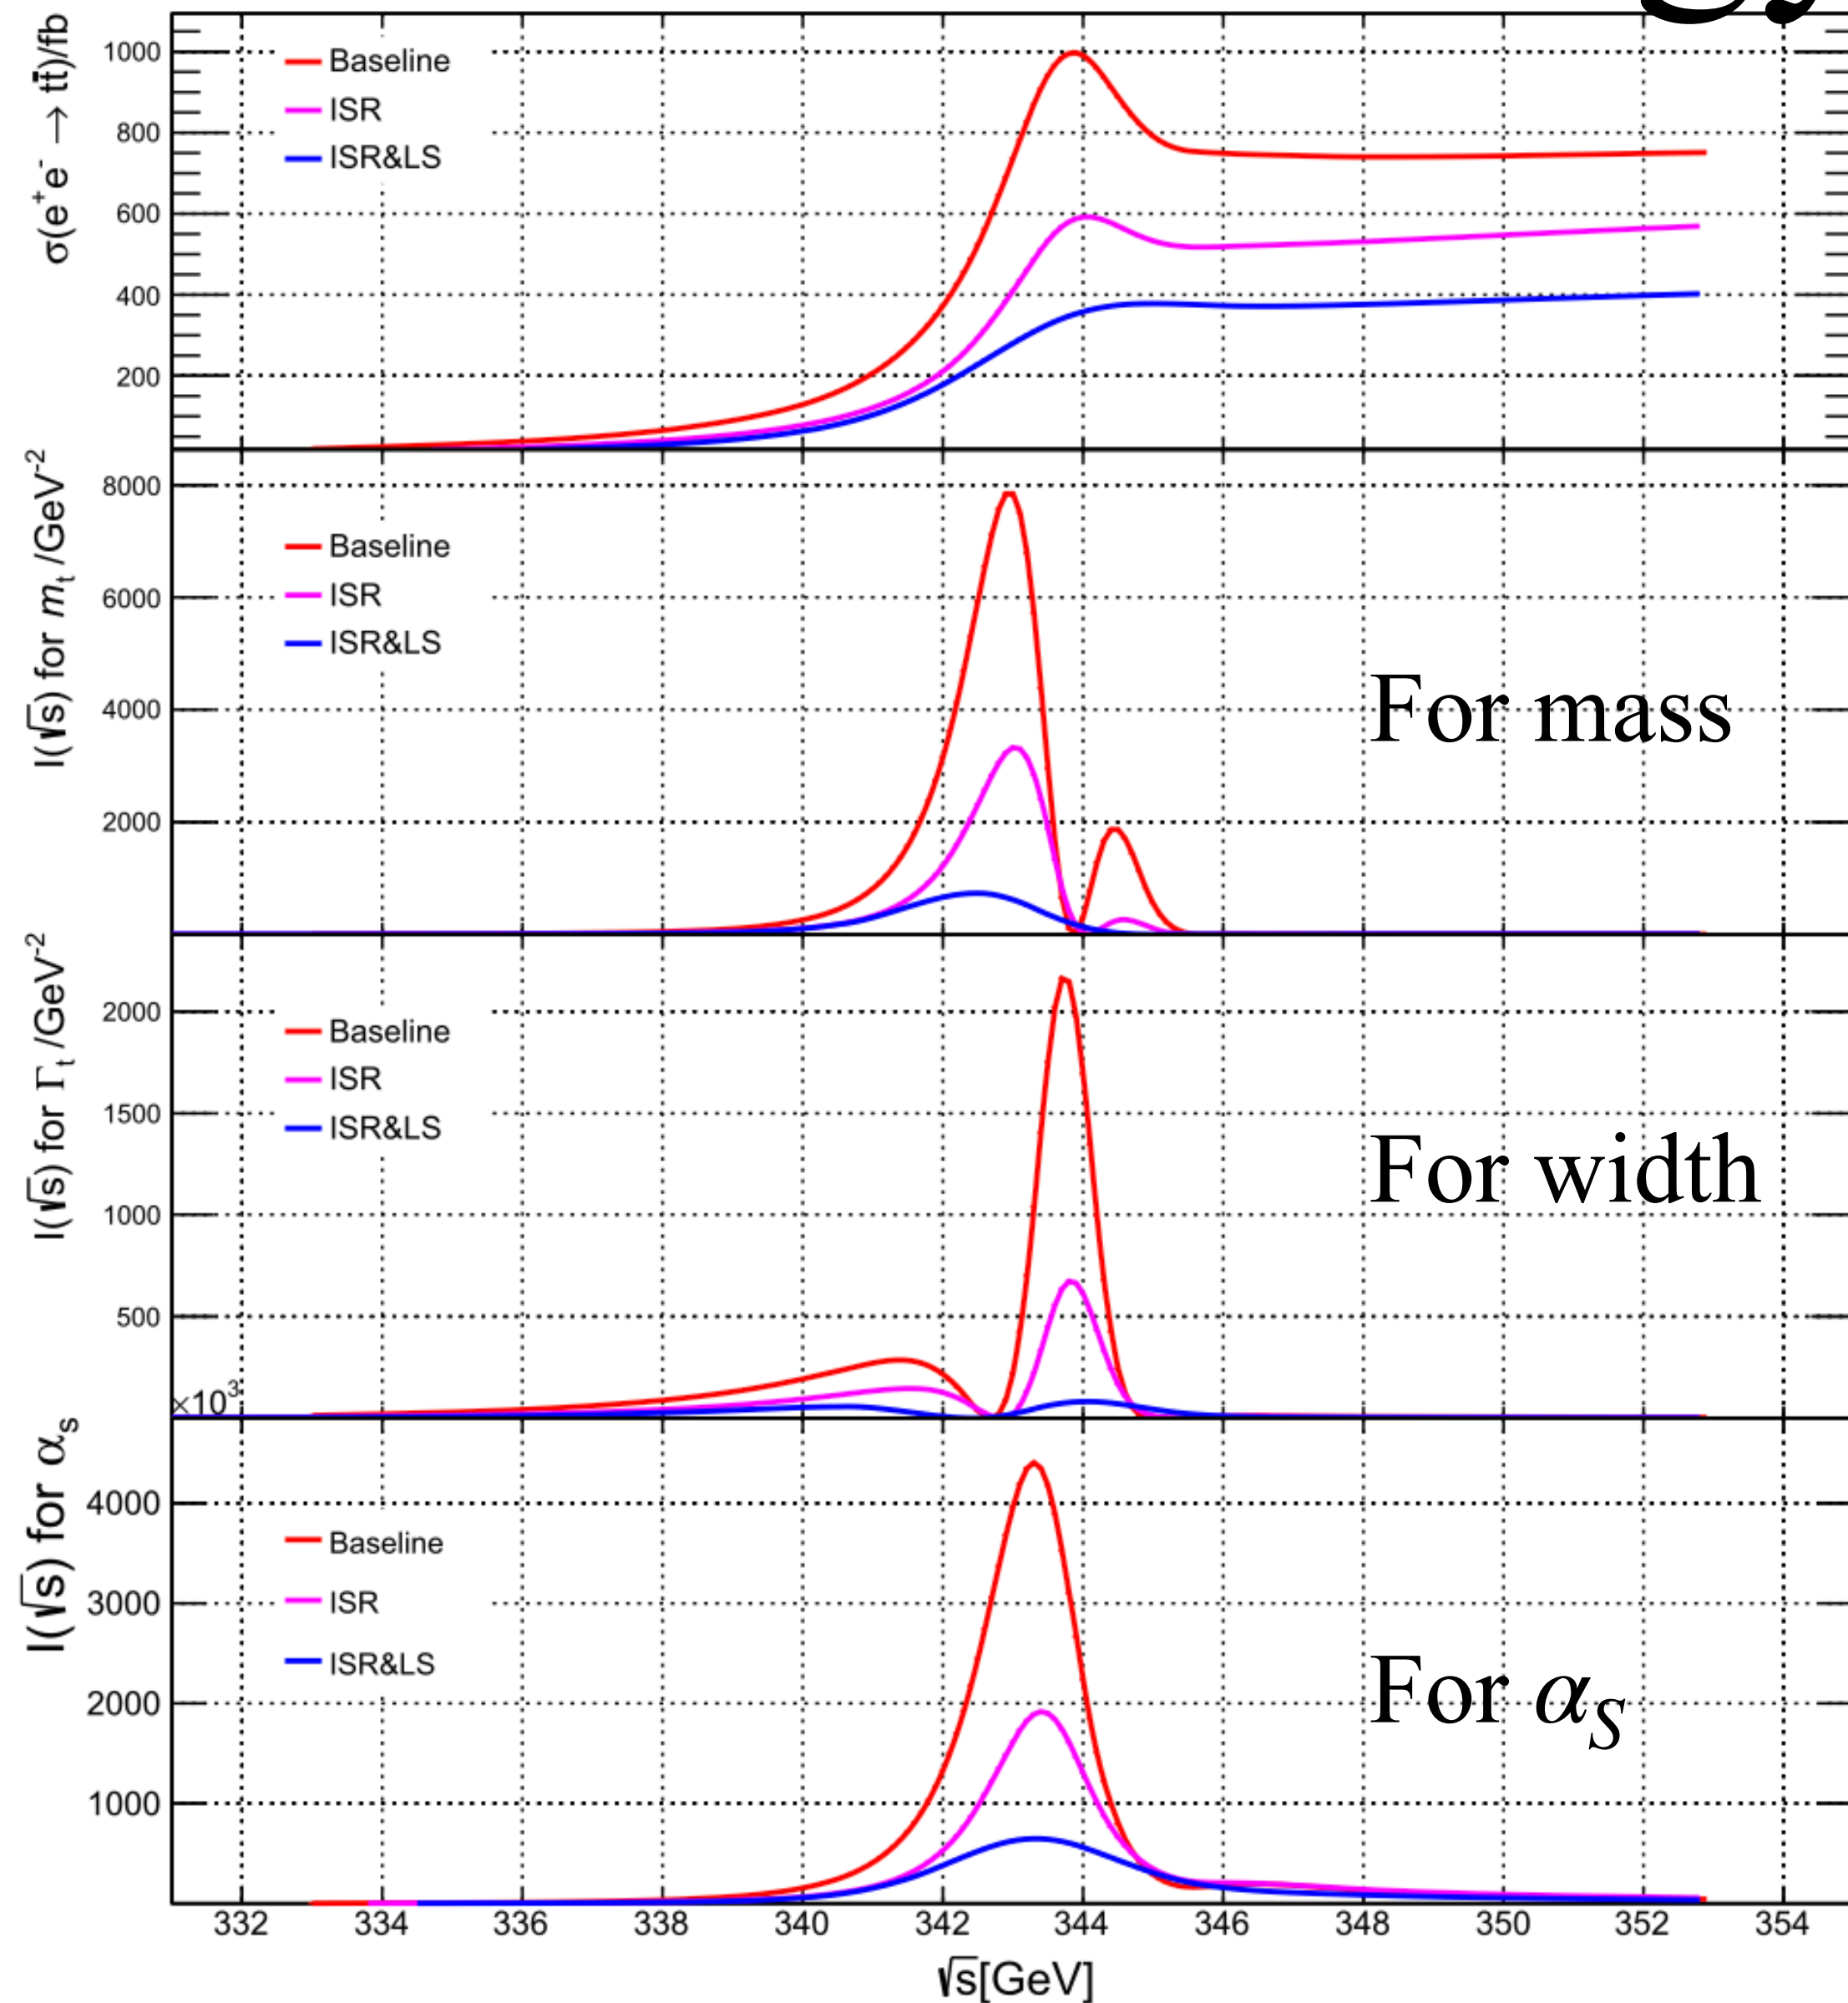 σ(e⁺e⁻ → tt̄)/fb
1000
800
600
400
200
Baseline
ISR
ISR&LS
I(√s) for mₜ/GeV⁻²
8000
6000
4000
2000
Baseline
ISR
ISR&LS
For mass
I(√s) for Γₜ/GeV⁻²
2000
1500
1000
500
Baseline
ISR
ISR&LS
For width
×10³
I(√s) for αₛ
4000
3000
2000
1000
Baseline
ISR
ISR&LS
For α_S
332 334 336 338 340 342 344 346 348 350 352 354
√s[GeV]